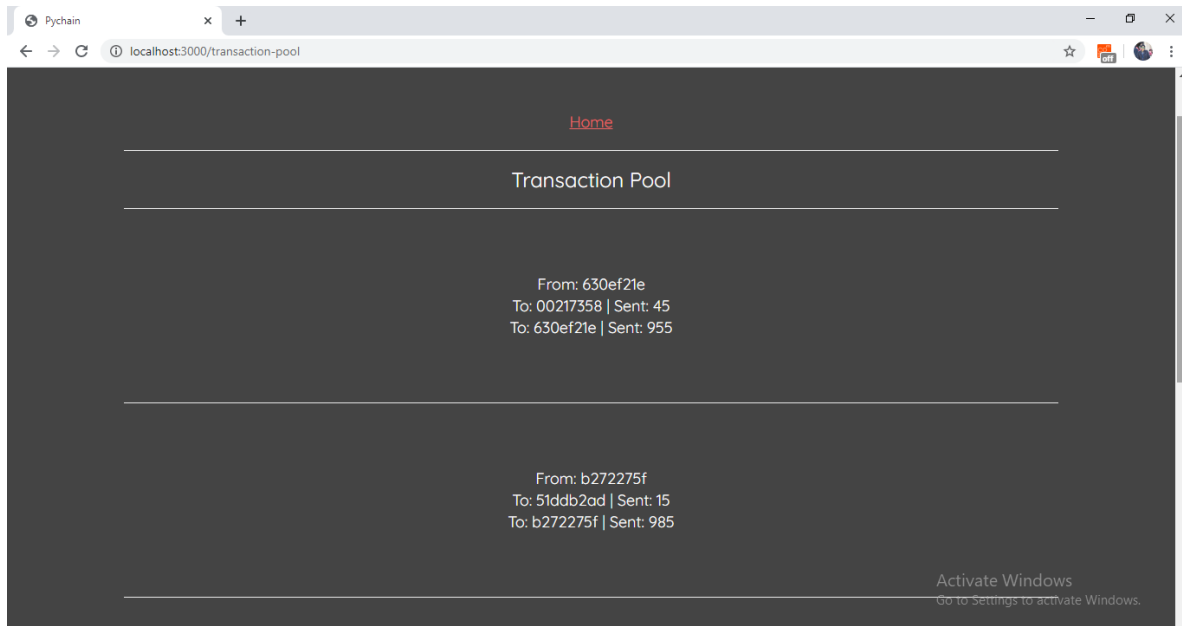 Pychain
localhost:3000/transaction-pool
off
Home
Transaction Pool
From: 630ef21e
To: 00217358 | Sent: 45
To: 630ef21e | Sent: 955
From: b272275f
To: 51ddb2ad | Sent: 15
To: b272275f | Sent: 985
Activate Windows
Go to Settings to activate Windows.